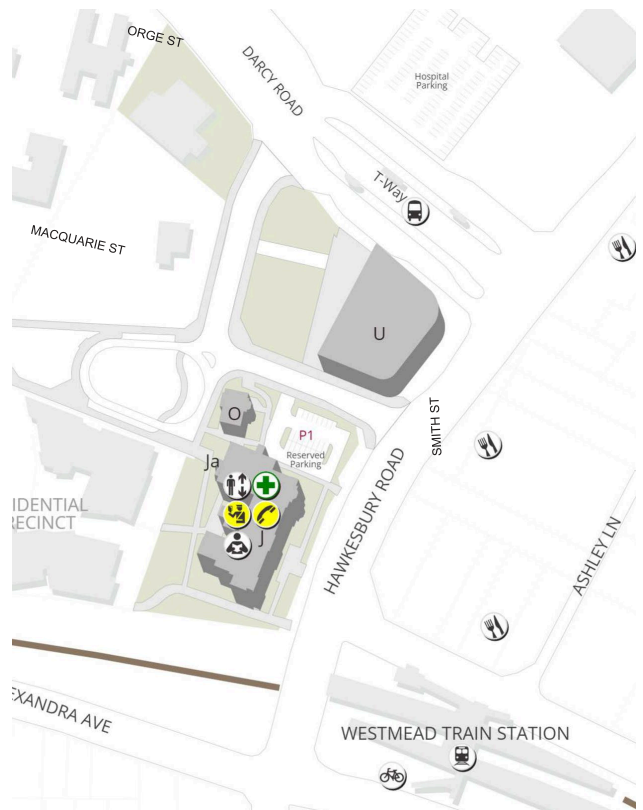 ORGE ST
DARCY ROAD
Hospital
Parking
T-Way
MACQUARIE ST
U
SMITH ST
O
P1
Reserved
Parking
Ja
J
IDENTIAL
RECINCT
HAWKESBURY ROAD
ASHLEY LN
EXANDRA AVE
WESTMEAD TRAIN STATION